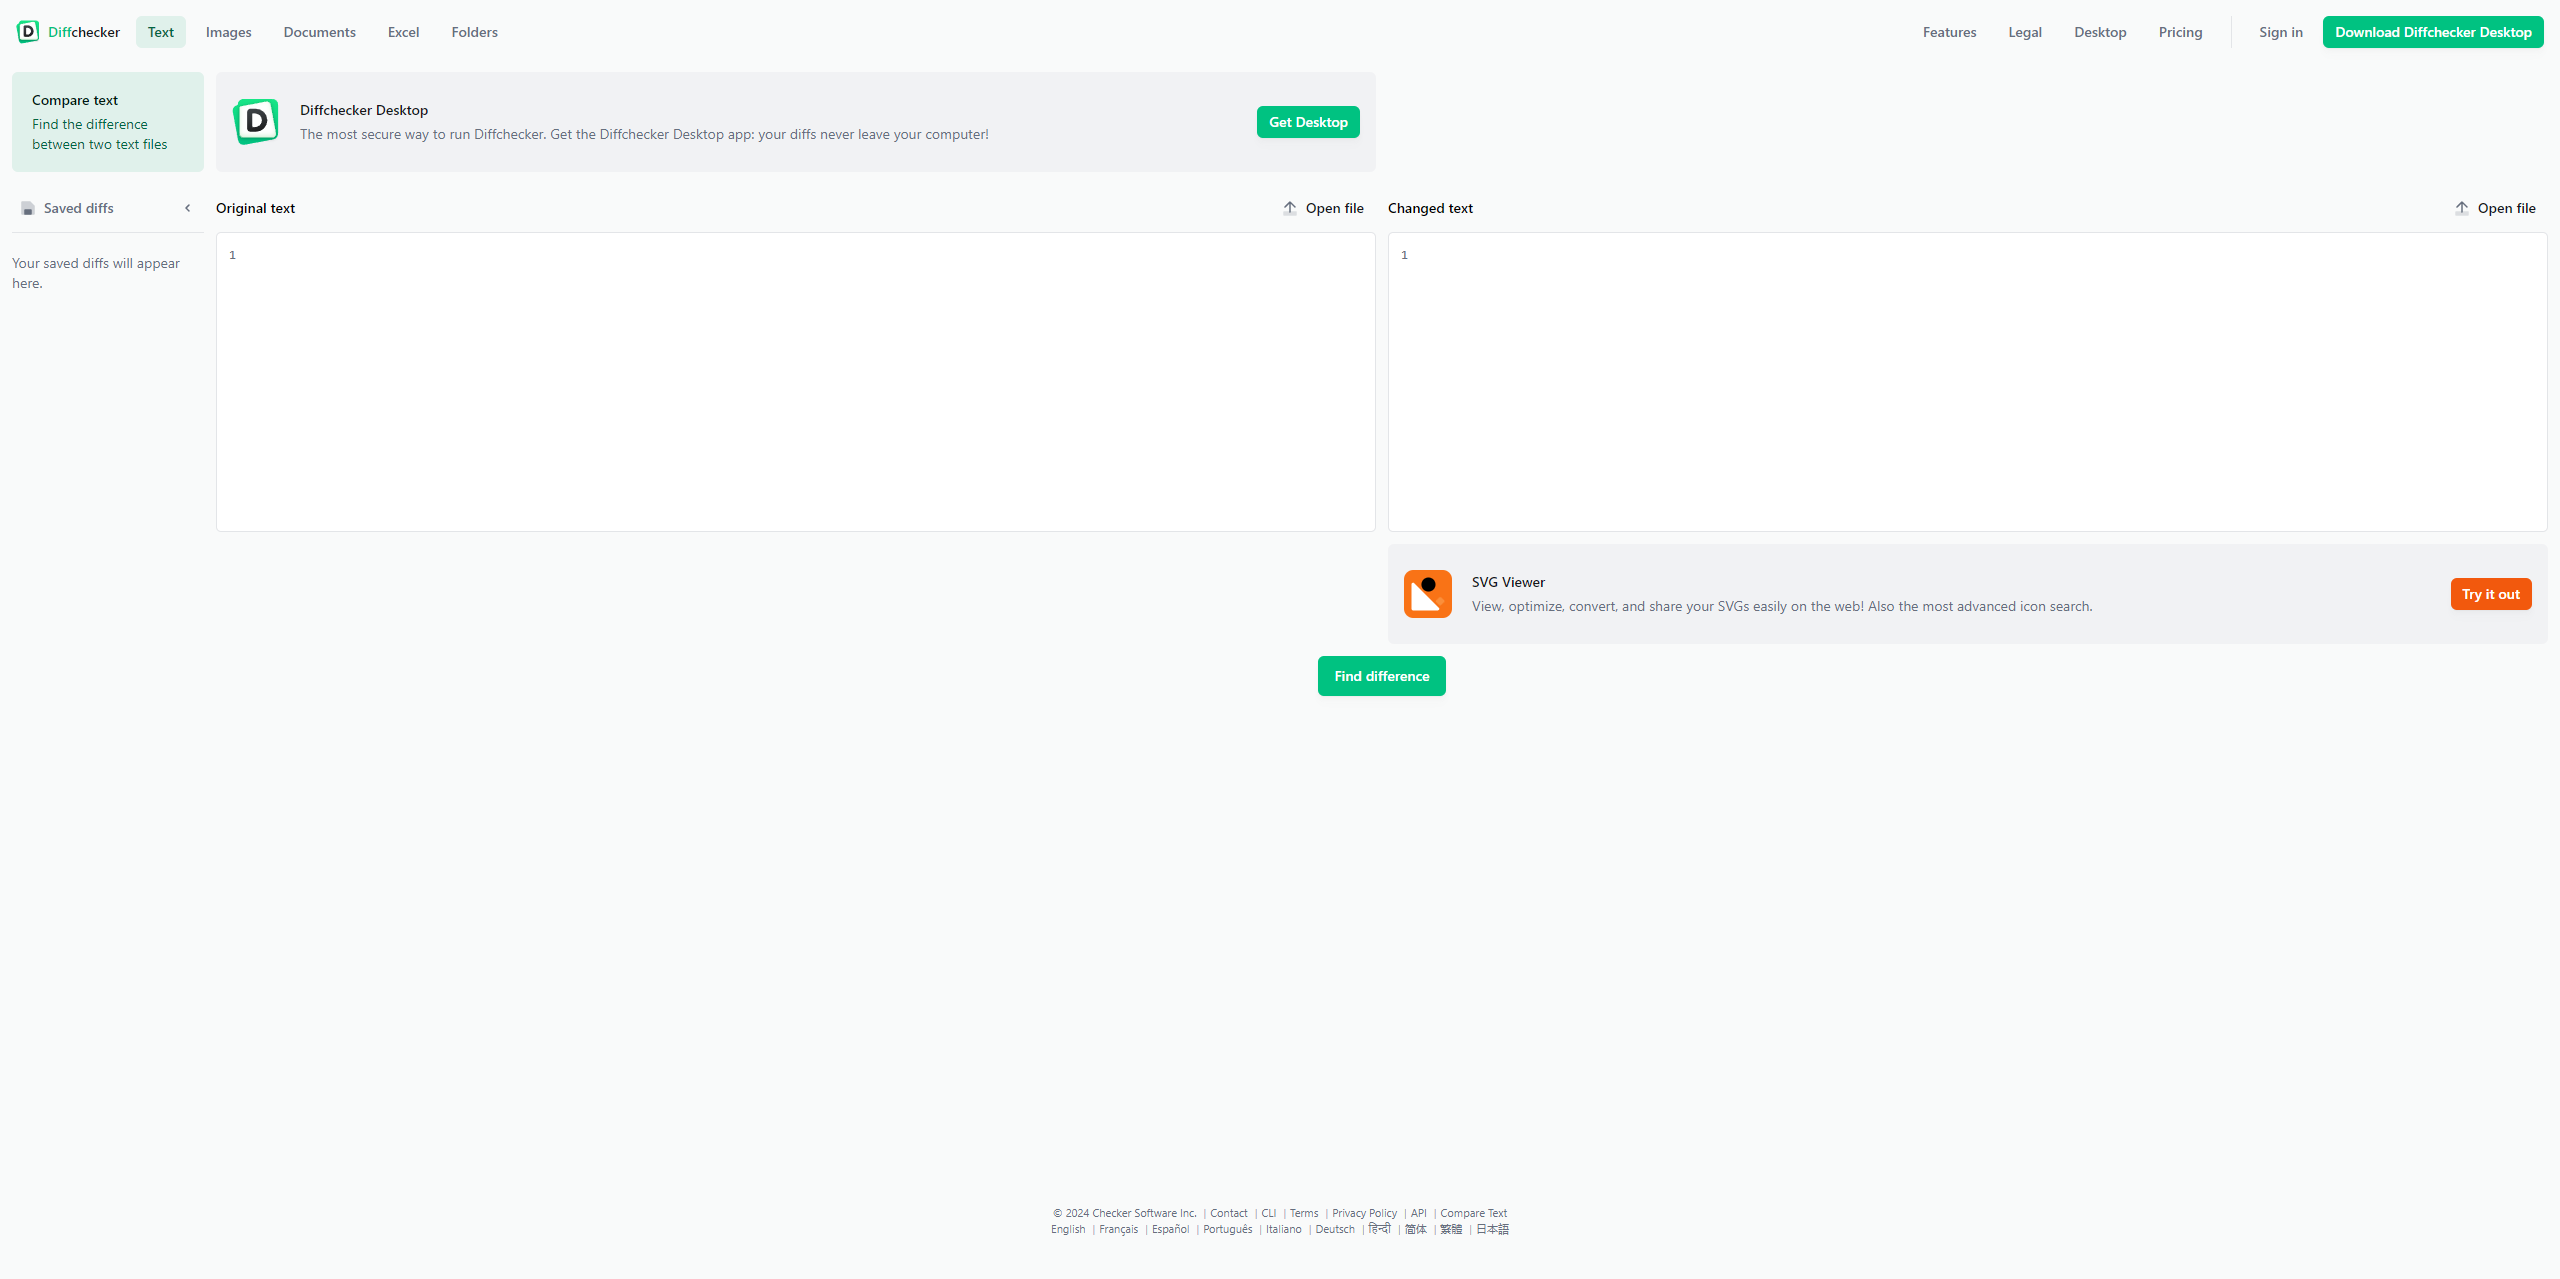 Diffchecker Text Images Documents Excel Folders Features Legal Desktop Pricing Sign in Download Diffchecker Desktop
Compare text
Find the difference
between two text files
Diffchecker Desktop
The most secure way to run Diffchecker. Get the Diffchecker Desktop app: your diffs never leave your computer!
Get Desktop
Saved diffs
Your saved diffs will appear
here.
Original text
Open file
1
Changed text
Open file
1
SVG Viewer
View, optimize, convert, and share your SVGs easily on the web! Also the most advanced icon search.
Try it out
Find difference
© 2024 Checker Software Inc. | Contact | CLI | Terms | Privacy Policy | API | Compare Text
English | Français | Español | Português | Italiano | Deutsch | हिन्दी | 简体 | 繁體 | 日本語